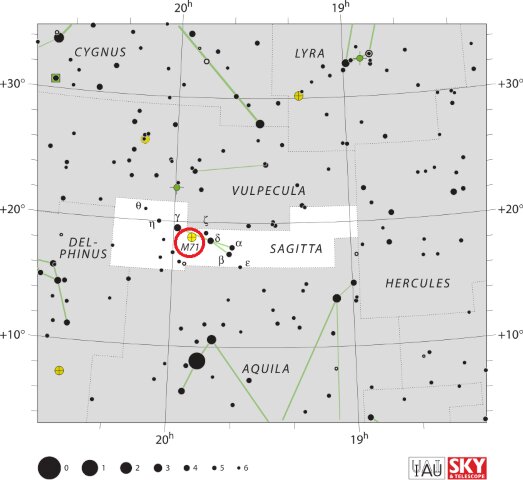 20h
19h
CYGNUS
LYRA
+30°
+30°
VULPECULA
θ
+20°
+20°
η
γ
ζ
δ
α
DEL-
PHINUS
M71
SAGITTA
β
ε
HERCULES
+10°
+10°
AQUILA
20h
19h
0
1
2
3
4
5
6
IAU
SKY
& TELESCOPE